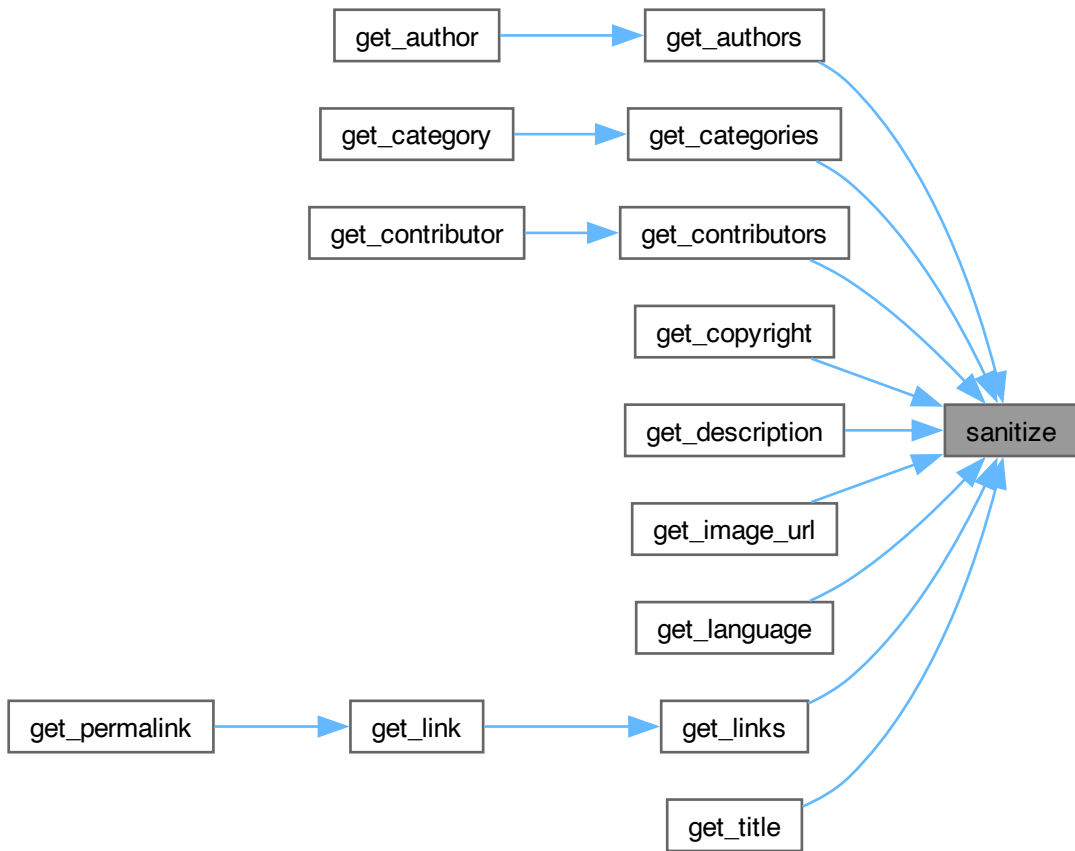 get_author
get_authors
get_category
get_categories
get_contributor
get_contributors
get_copyright
get_description
sanitize
get_image_url
get_language
get_permalink
get_link
get_links
get_title